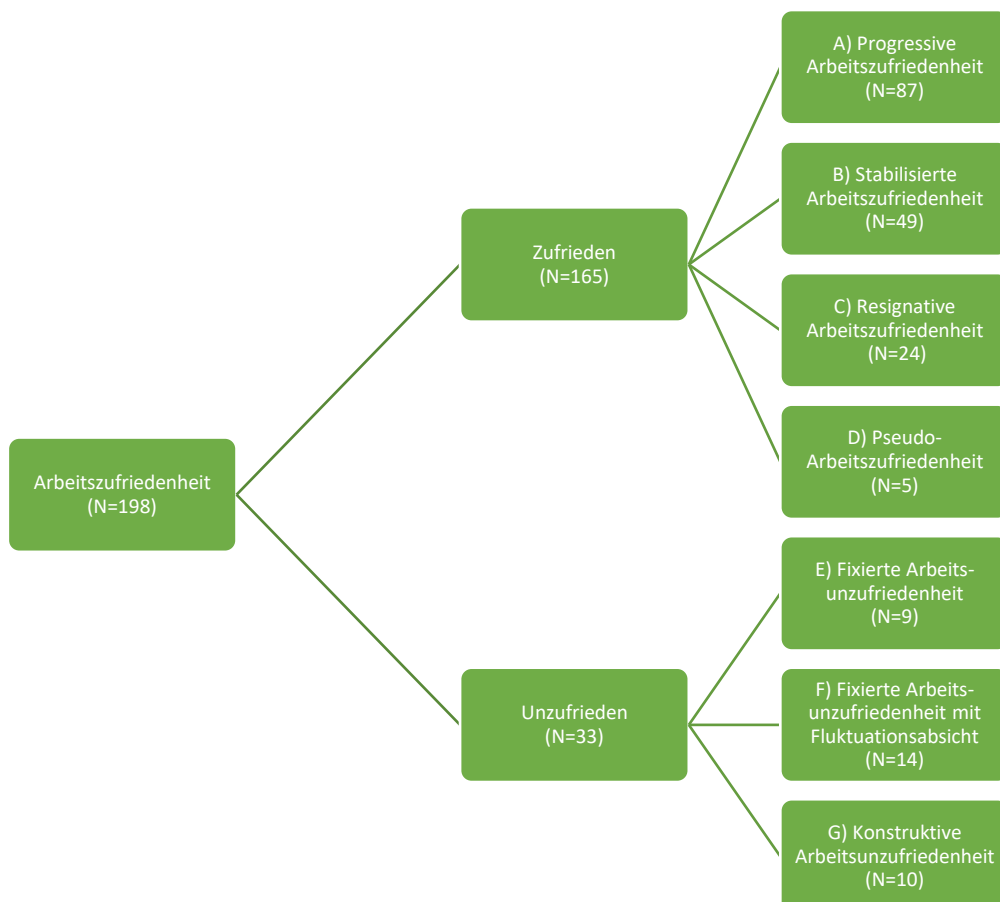 A) Progressive
Arbeitszufriedenheit
(N=87)
B) Stabilisierte
Arbeitszufriedenheit
(N=49)
Zufrieden
(N=165)
C) Resignative
Arbeitszufriedenheit
(N=24)
D) Pseudo-
Arbeitszufriedenheit
(N=5)
Arbeitszufriedenheit
(N=198)
E) Fixierte Arbeits-
unzufriedenheit
(N=9)
Unzufrieden
(N=33)
F) Fixierte Arbeits-
unzufriedenheit mit
Fluktuationsabsicht
(N=14)
G) Konstruktive
Arbeitsunzufriedenheit
(N=10)